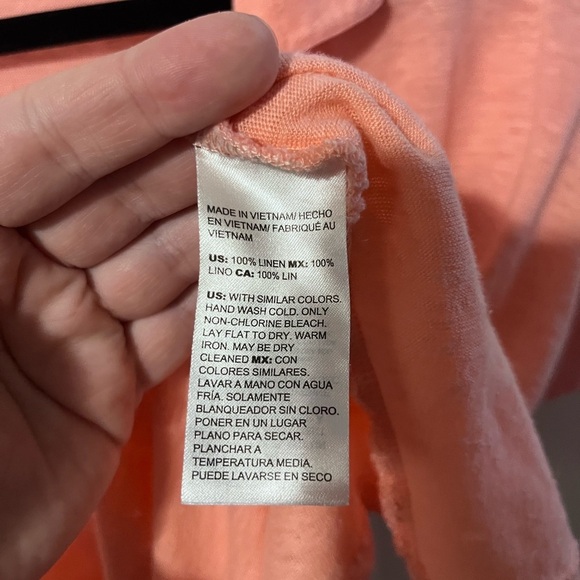 MADE IN VIETNAM/ HECHO
EN VIETNAM/ FABRIQUÉ AU
VIETNAM
US: 100% LINEN MX: 100%
LINO CA: 100% LIN
US: WITH SIMILAR COLORS.
HAND WASH COLD. ONLY
NON-CHLORINE BLEACH.
LAY FLAT TO DRY. WARM
IRON. MAY BE DRY
CLEANED MX: CON
COLORES SIMILARES.
LAVAR A MANO CON AGUA
FRÍA. SOLAMENTE
BLANQUEADOR SIN CLORO.
PONER EN UN LUGAR
PLANO PARA SECAR.
PLANCHAR A
TEMPERATURA MEDIA.
PUEDE LAVARSE EN SECO